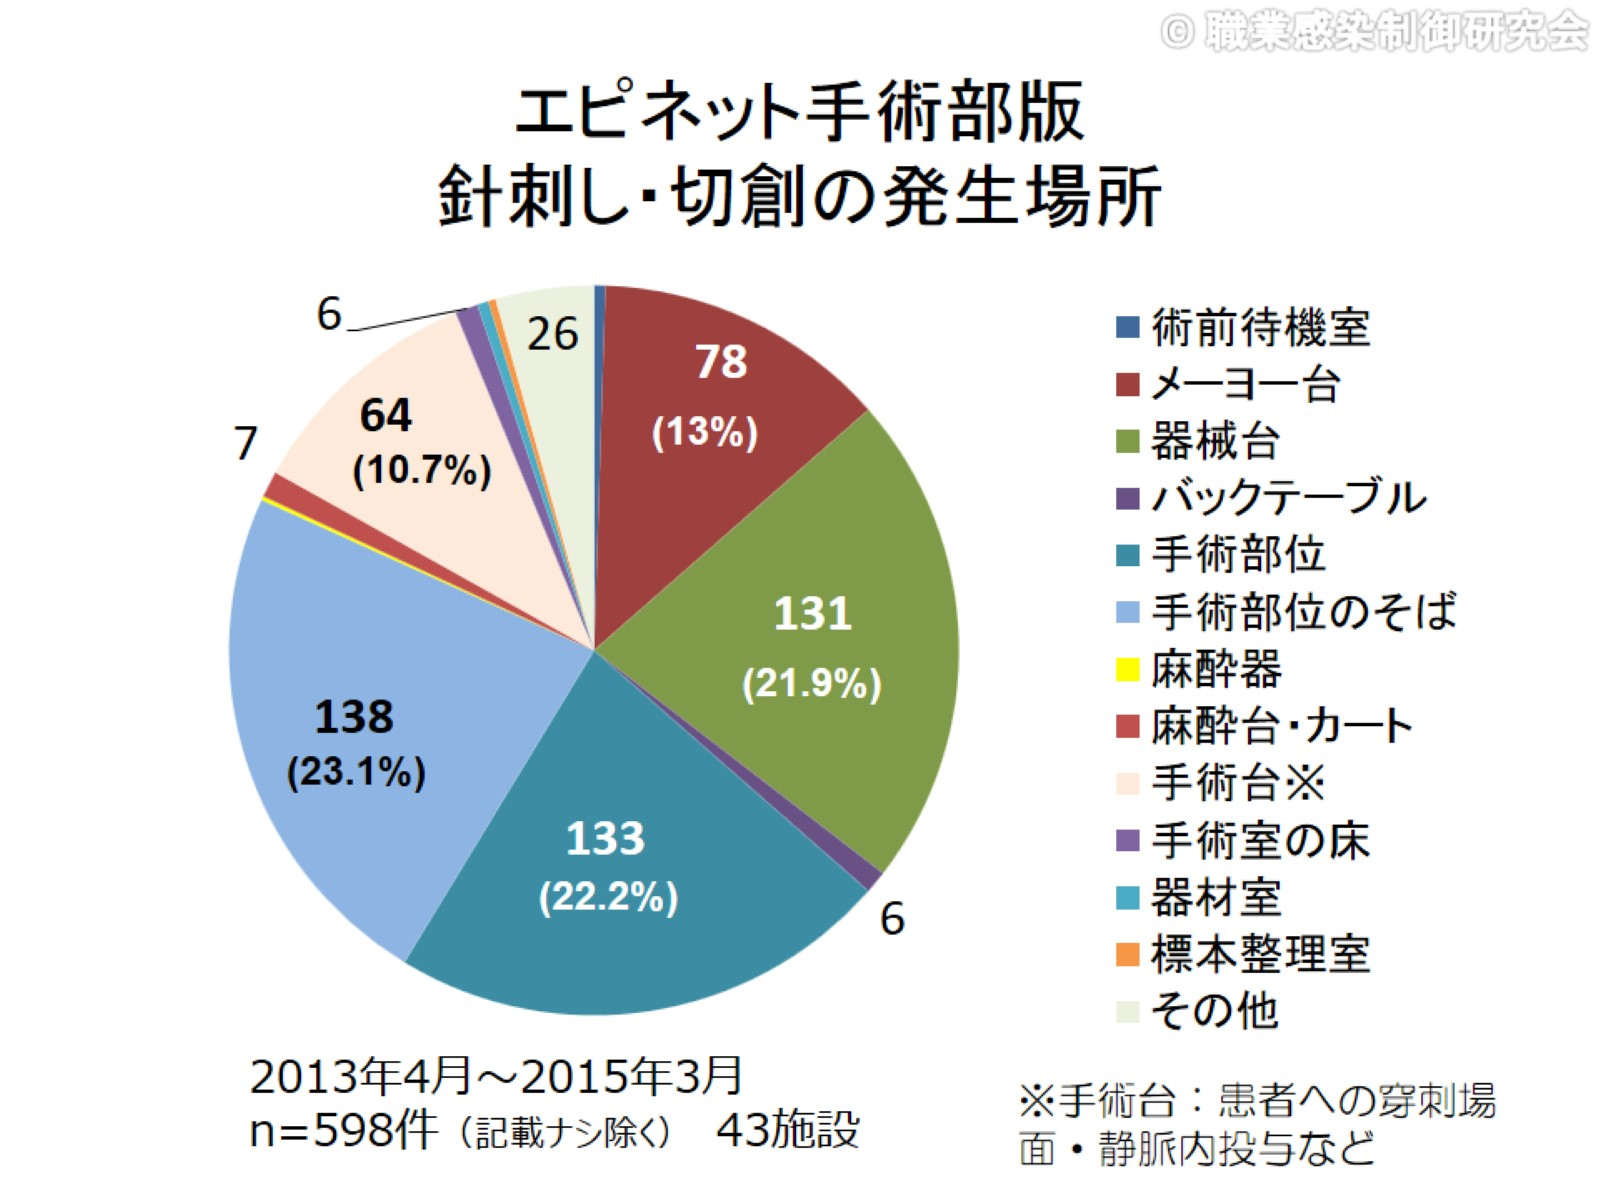 © 職業感染制御研究会
エピネット手術部版
針刺し・切創の発生場所
6
26
78
(13%)
7
64
(10.7%)
131
(21.9%)
138
(23.1%)
133
(22.2%)
6
術前待機室
メーヨー台
器械台
バックテーブル
手術部位
手術部位のそば
麻酔器
麻酔台・カート
手術台※
手術室の床
器材室
標本整理室
その他
2013年4月～2015年3月
n=598件（記載ナシ除く） 43施設
※手術台：患者への穿刺場
面・静脈内投与など